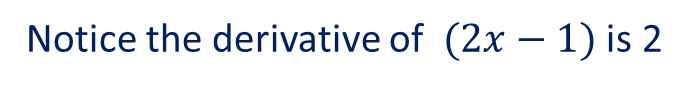 Notice the derivative of (2𝑥 − 1) is 2